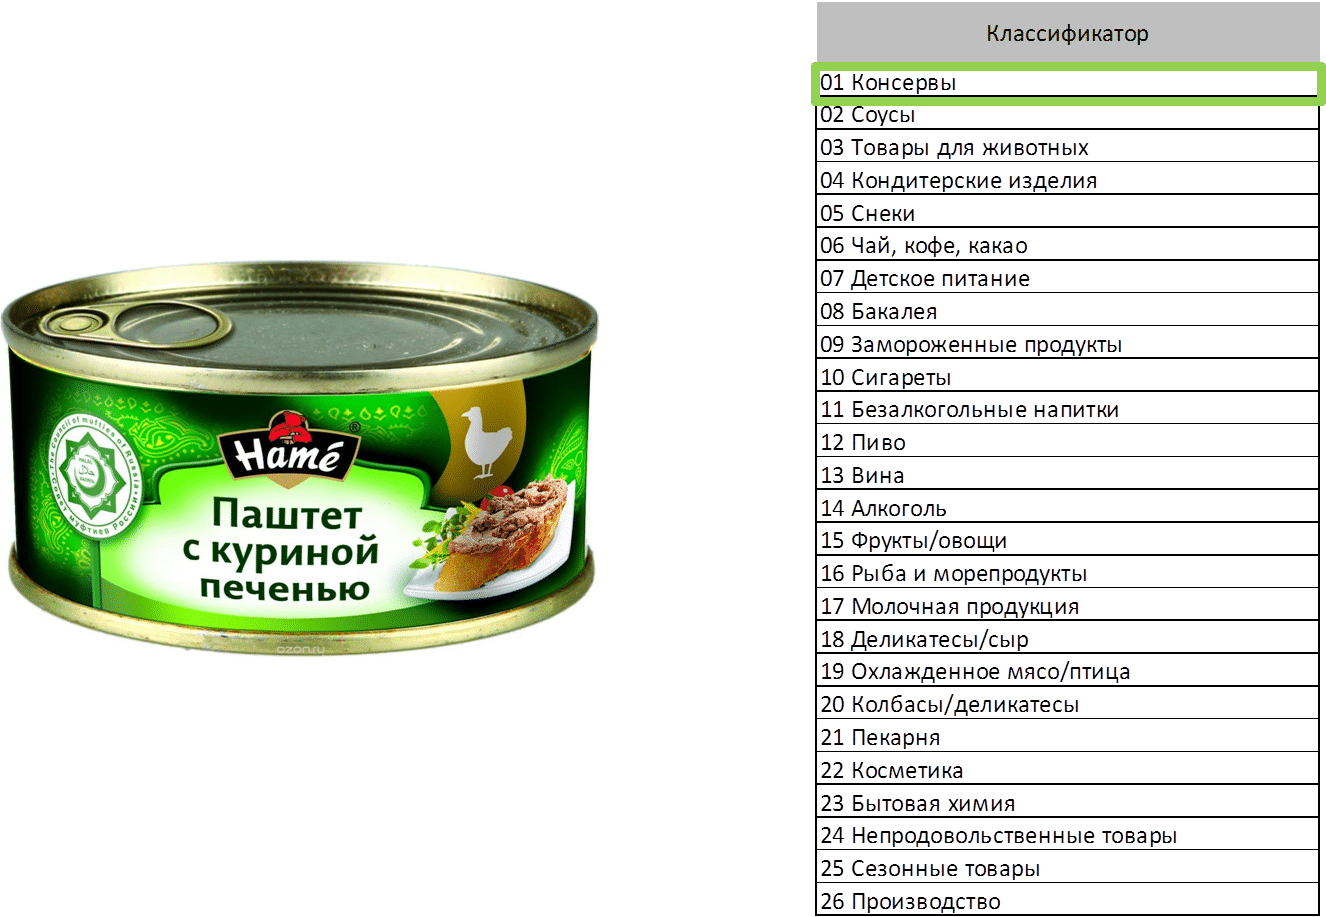 Классификатор
01 Консервы
02 Соусы
03 Товары для животных
04 Кондитерские изделия
05 Снеки
06 Чай, кофе, какао
07 Детское питание
08 Бакалея
09 Замороженные продукты
10 Сигареты
11 Безалкогольные напитки
12 Пиво
13 Вина
14 Алкоголь
15 Фрукты/овощи
16 Рыба и морепродукты
17 Молочная продукция
18 Деликатесы/сыр
19 Охлажденное мясо/птица
20 Колбасы/деликатесы
21 Пекарня
22 Косметика
23 Бытовая химия
24 Непродовольственные товары
25 Сезонные товары
26 Производство
Hamé®
The Council of mufties of Russia
Совет муфтиев России
HALAL
حلال
Паштет
с куриной
печенью
ozon.ru